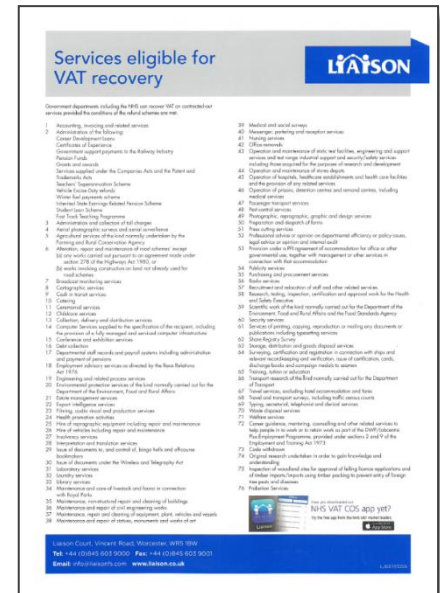 Services eligible for
VAT recovery
LIAISON
Government departments including the NHS can recover VAT on contracted-out
services provided the conditions of the refund schemes are met.
1 Accounting, invoicing and related services
2 Administration of the following:
Career Development Loans
Certificates of Experience
Government support payments to the Railway Industry
Pension Funds
Grants and awards
Services supplied under the Companies Acts and the Patent and
Trademarks Acts
Teachers' Superannuation Scheme
Vehicle Excise Duty refunds
Winter fuel payments scheme
Inherited State Earnings Related Pension Scheme
Student Loan Scheme
Fast Track Teaching Programme
3 Administration and collection of toll charges
4 Aerial photographic surveys and aerial surveillance
5 Agricultural services of the kind normally undertaken by the
Farming and Rural Conservation Agency
6 Alteration, repair and maintenance of road schemes' except
(a) any works carried out pursuant to an agreement made under
section 278 of the Highways Act 1980, or
(b) works involving construction on land not already used for
road schemes
7 Broadcast monitoring services
8 Cartographic services
9 Cash in transit services
10 Catering
11 Ceremonial services
12 Childcare services
13 Collection, delivery and distribution services
14 Computer Services supplied to the specification of the recipient, including
the provision of a fully managed and serviced computer infrastructure
15 Conference and exhibition services
16 Debt collection
17 Departmental staff records and payroll systems including administration
and payment of pensions
18 Employment advisory services as directed by the Race Relations
Act 1976
19 Engineering and related process services
20 Environmental protection services of the kind normally carried out for the
Department of the Environment, Food and Rural Affairs
21 Estate management services
22 Export intelligence services
23 Filming, audio visual and production services
24 Health promotion activities
25 Hire of reprographic equipment including repair and maintenance
26 Hire of vehicles including repair and maintenance
27 Insolvency services
28 Interpretation and translation services
29 Issue of documents to, and control of, bingo halls and off-course
bookmakers
30 Issue of documents under the Wireless and Telegraphy Act
31 Laboratory services
32 Laundry services
33 Library services
34 Maintenance and care of livestock and fauna in connection
with Royal Parks
35 Maintenance, non-structural repair and cleaning of buildings
36 Maintenance and repair of civil engineering works
37 Maintenance, repair and cleaning of equipment, plant, vehicles and vessels
38 Maintenance and repair of statues, monuments and works of art
39 Medical and social surveys
40 Messenger, portering and reception services
41 Nursing services
42 Office removals
43 Operation and maintenance of static test facilities, engineering and support
services and test range industrial support and security/safety services
including those acquired for the purposes of research and development
44 Operation and maintenance of stores depots
45 Operation of hospitals, healthcare establishments and health care facilities
and the provision of any related services
46 Operation of prisons, detention centres and remand centres, including
medical services
47 Passenger transport services
48 Pest control services
49 Photographic, reprographic, graphic and design services
50 Preparation and despatch of forms
51 Press cutting services
52 Professional advice or opinion on departmental efficiency or policy issues,
legal advice or opinion and internal audit
53 Provision under a PFI agreement of accommodation for office or other
governmental use, together with management or other services in
connection with that accommodation
54 Publicity services
55 Purchasing and procurement services
56 Radio services
57 Recruitment and relocation of staff and other related services
58 Research, testing, inspection, certification and approval work for the Health
and Safety Executive
59 Scientific work of the kind normally carried out for the Department of the
Environment, Food and Rural Affairs and the Food Standards Agency
60 Security services
61 Services of printing, copying, reproduction or mailing any documents or
publications including typesetting services
62 Share Registry Survey
63 Storage, distribution and goods disposal services
64 Surveying, certification and registration in connection with ships and
relevant record-keeping and verification, issue of certification, cards,
discharge books and campaign medals to seamen
65 Training, tuition or education
66 Transport research of the kind normally carried out for the Department
of Transport
67 Travel services, excluding hotel accommodation and fares
68 Travel and transport surveys, including traffic census counts
69 Typing, secretarial, telephonist and clerical services
70 Waste disposal services
71 Welfare services
72 Career guidance, mentoring, counselling and other related services to
help people in to work or to retain work as part of the DWP/Jobcentre
Plus Employment Programme, provided under sections 2 and 9 of the
Employment and Training Act 1973
73 Code withdrawn
74 Original research undertaken in order to gain knowledge and
understanding
75 Inspection of woodland sites for approval of felling licence applications and
of timber imports/imports using timber packing to prevent entry of foreign
tree pests and diseases
76 Probation Services
NHS VAT COS app yet?
App Store
Liaison Court, Vincent Road, Worcester, WR5 1BW
Tel: +44 (0)845 603 9000 Fax: +44 (0)845 603 9001
Email: info@liaisonfs.com www.liaison.co.uk